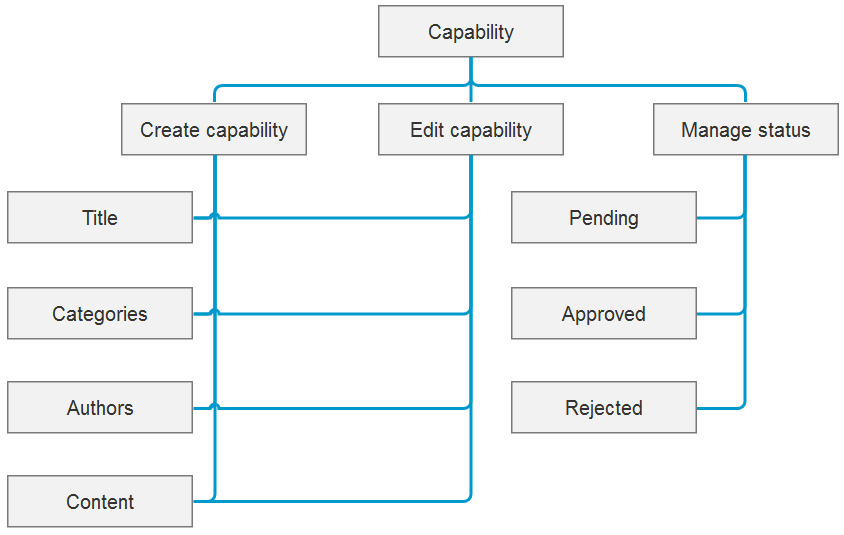 Capability
Create capability
Edit capability
Manage status
Title
Pending
Categories
Approved
Authors
Rejected
Content